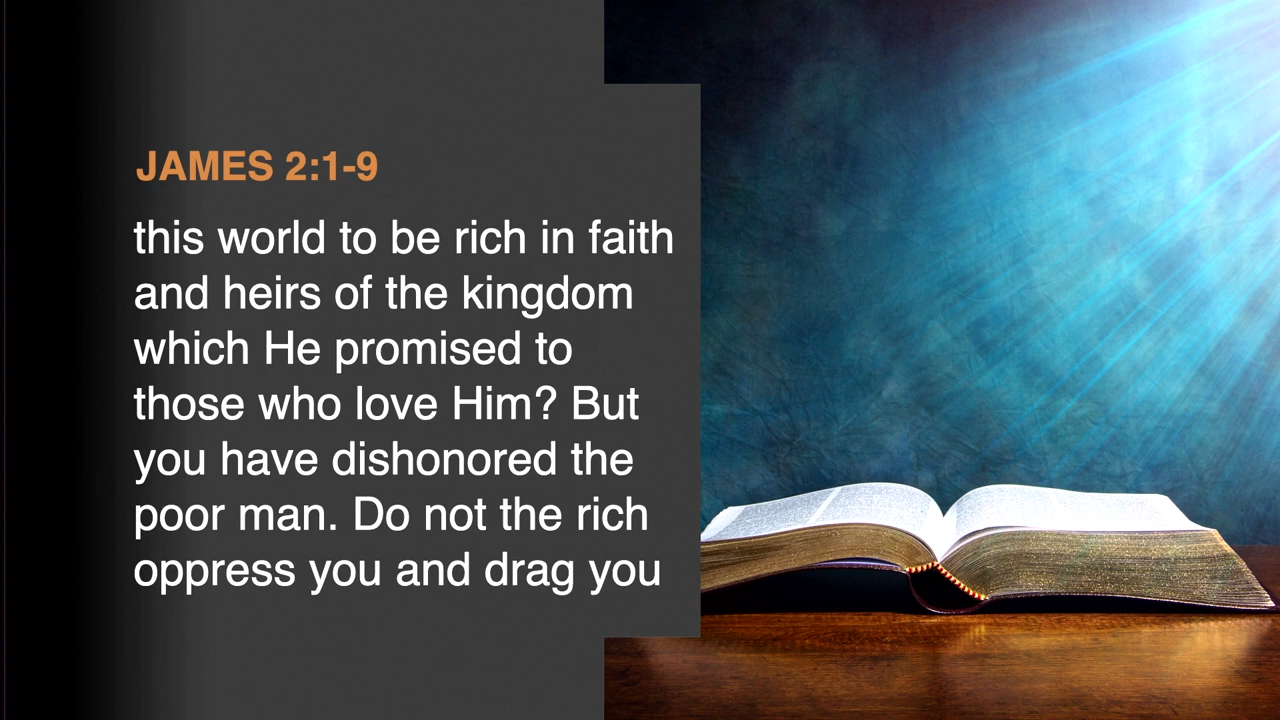 JAMES 2:1-9
this world to be rich in faith
and heirs of the kingdom
which He promised to
those who love Him? But
you have dishonored the
poor man. Do not the rich
oppress you and drag you